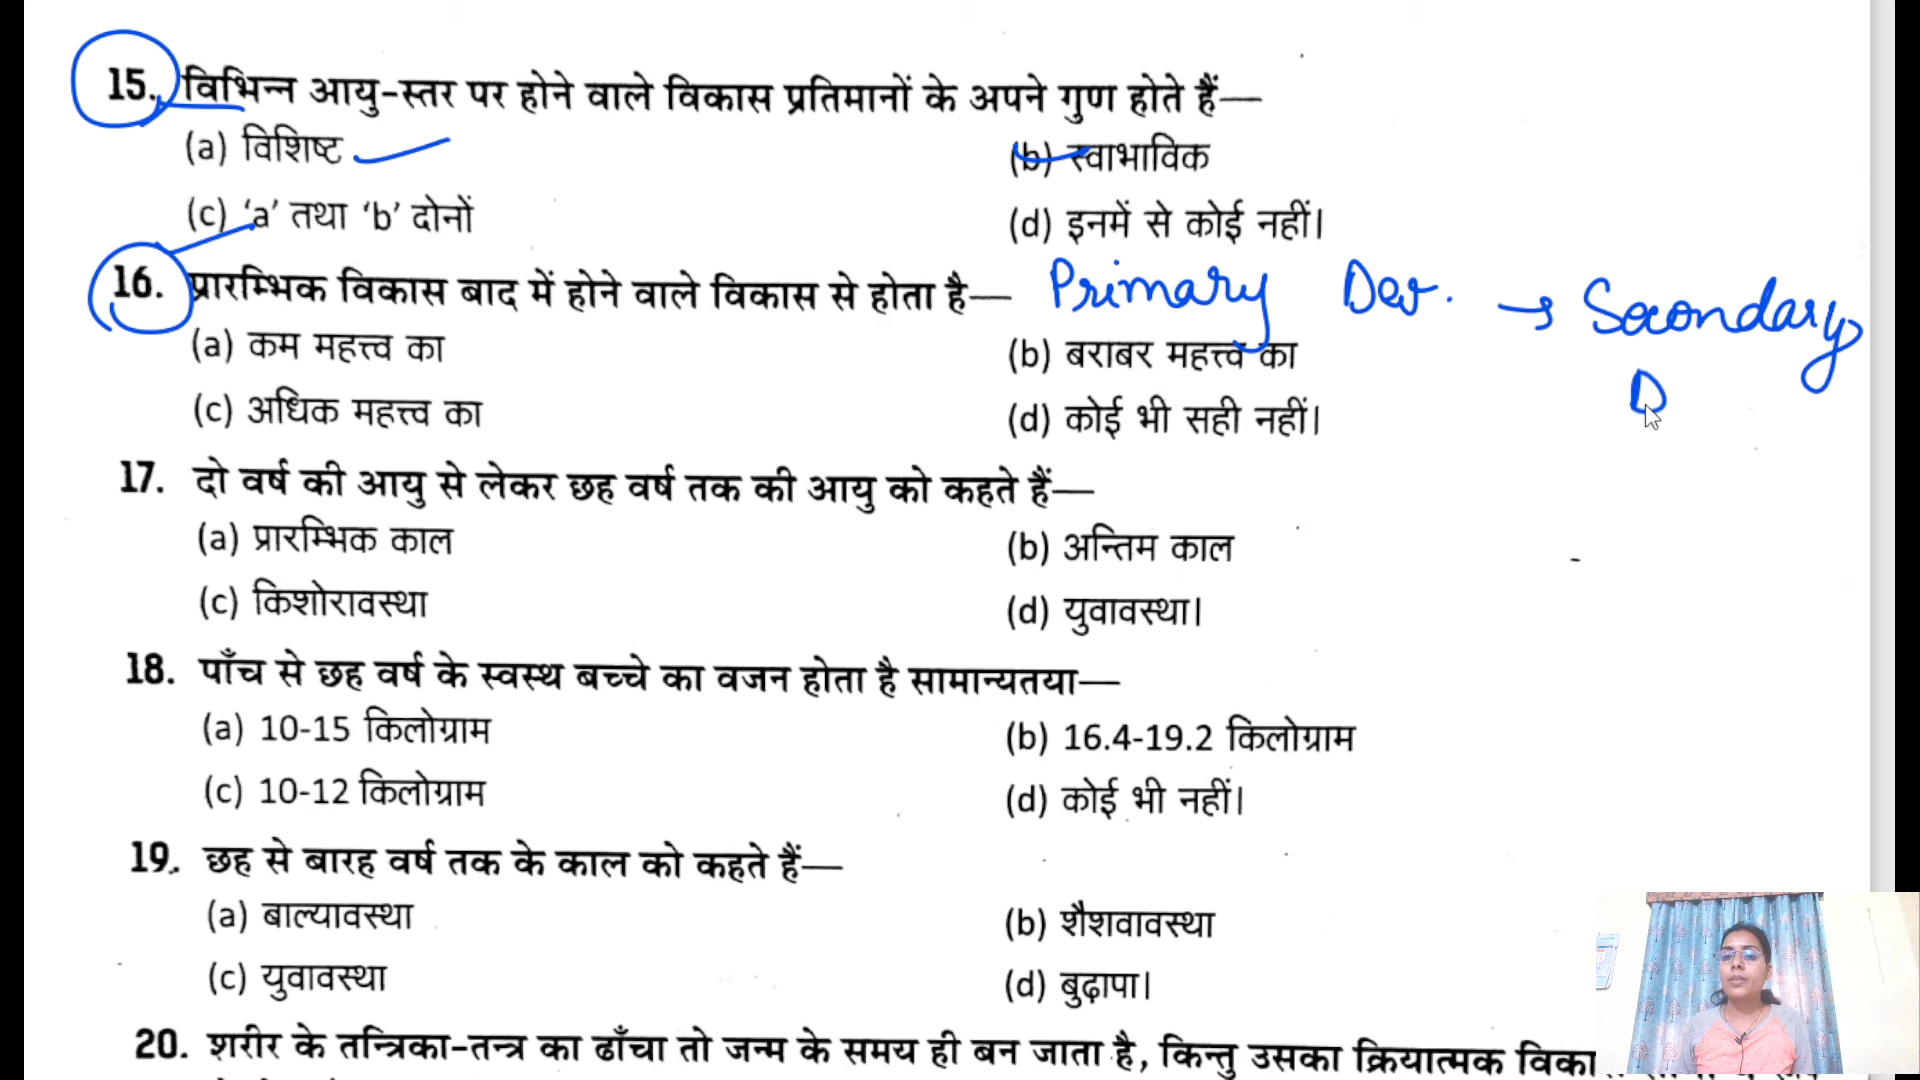 15. विभिन्न आयु-स्तर पर होने वाले विकास प्रतिमानों के अपने गुण होते हैं—
(a) विशिष्ट (b) स्वाभाविक
(c) ‘a’ तथा ‘b’ दोनों (d) इनमें से कोई नहीं।
16. प्रारम्भिक विकास बाद में होने वाले विकास से होता है— Primary Dev. → Secondary
(a) कम महत्त्व का (b) बराबर महत्त्व का
D
(c) अधिक महत्त्व का (d) कोई भी सही नहीं।
17. दो वर्ष की आयु से लेकर छह वर्ष तक की आयु को कहते हैं—
(a) प्रारम्भिक काल (b) अन्तिम काल
(c) किशोरावस्था (d) युवावस्था।
18. पाँच से छह वर्ष के स्वस्थ बच्चे का वजन होता है सामान्यतया—
(a) 10-15 किलोग्राम (b) 16.4-19.2 किलोग्राम
(c) 10-12 किलोग्राम (d) कोई भी नहीं।
19. छह से बारह वर्ष तक के काल को कहते हैं—
(a) बाल्यावस्था (b) शैशवावस्था
(c) युवावस्था (d) बुढ़ापा।
20. शरीर के तन्त्रिका-तन्त्र का ढाँचा तो जन्म के समय ही बन जाता है, किन्तु उसका क्रियात्मक